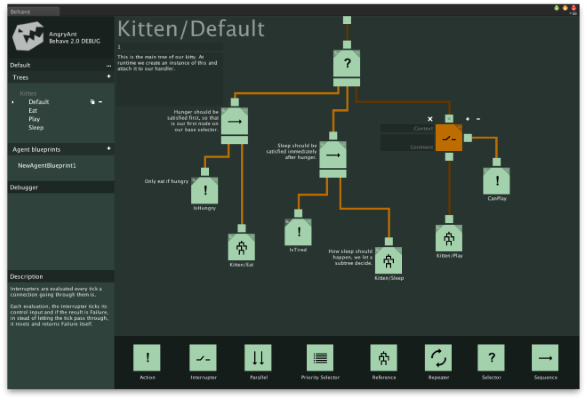 Behave
AngryAnt
Behave 2.0 DEBUG
Default
...
Trees
+
Kittes
Default
Eat
Play
Sleep
Agent blueprints
+
NewAgentBlueprint1
Debugger
Description
Interrupters are evaluated every tick a
connection going through them is.
Each evaluation, the interrupter ticks its
control input and if the result is Failure,
in stead of letting the tick pass through,
it resets and returns Failure itself.
Kitten/Default
1
This is the main tree of our kitty. At
runtime we create an instance of this and
attach it to our handler.
?
Hunger should be
satisfied first, so that
is our first node on
our base selector.
Sleep should be
satisfied immediately
after hunger.
Context
Comment
Only eat if hungry
!
IsHungry
!
CanPlay
!
IsTired
Kitten/Eat
How sleep should
happen, we let a
subtree decide.
Kitten/Sleep
Kitten/Play
!
?
Action
Interrupter
Parallel
Priority Selector
Reference
Repeater
Selector
Sequence